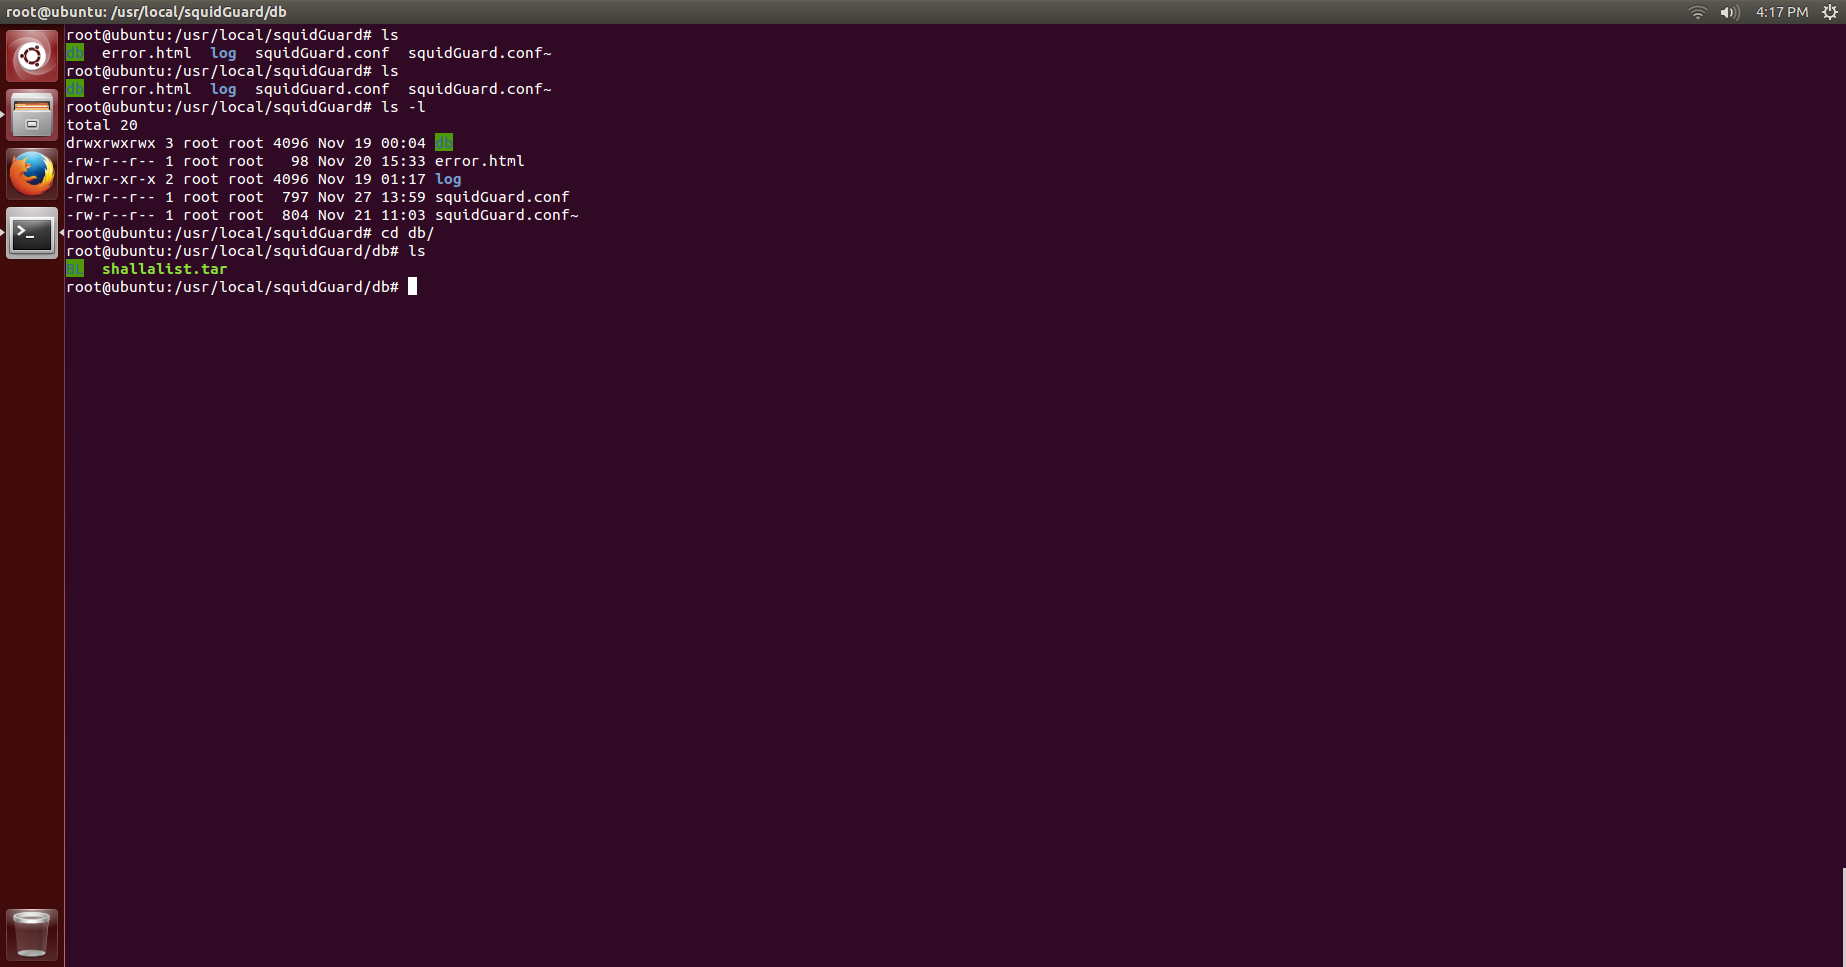 root@ubuntu: /usr/local/squidGuard/db
4:17 PM
root@ubuntu:/usr/local/squidGuard# ls
db  error.html  log  squidGuard.conf  squidGuard.conf~
root@ubuntu:/usr/local/squidGuard# ls
db  error.html  log  squidGuard.conf  squidGuard.conf~
root@ubuntu:/usr/local/squidGuard# ls -l
total 20
drwxrwxrwx 3 root root 4096 Nov 19 00:04 db
-rw-r--r-- 1 root root   98 Nov 20 15:33 error.html
drwxr-xr-x 2 root root 4096 Nov 19 01:17 log
-rw-r--r-- 1 root root  797 Nov 27 13:59 squidGuard.conf
-rw-r--r-- 1 root root  804 Nov 21 11:03 squidGuard.conf~
root@ubuntu:/usr/local/squidGuard# cd db/
root@ubuntu:/usr/local/squidGuard/db# ls
BL  shallalist.tar
root@ubuntu:/usr/local/squidGuard/db#